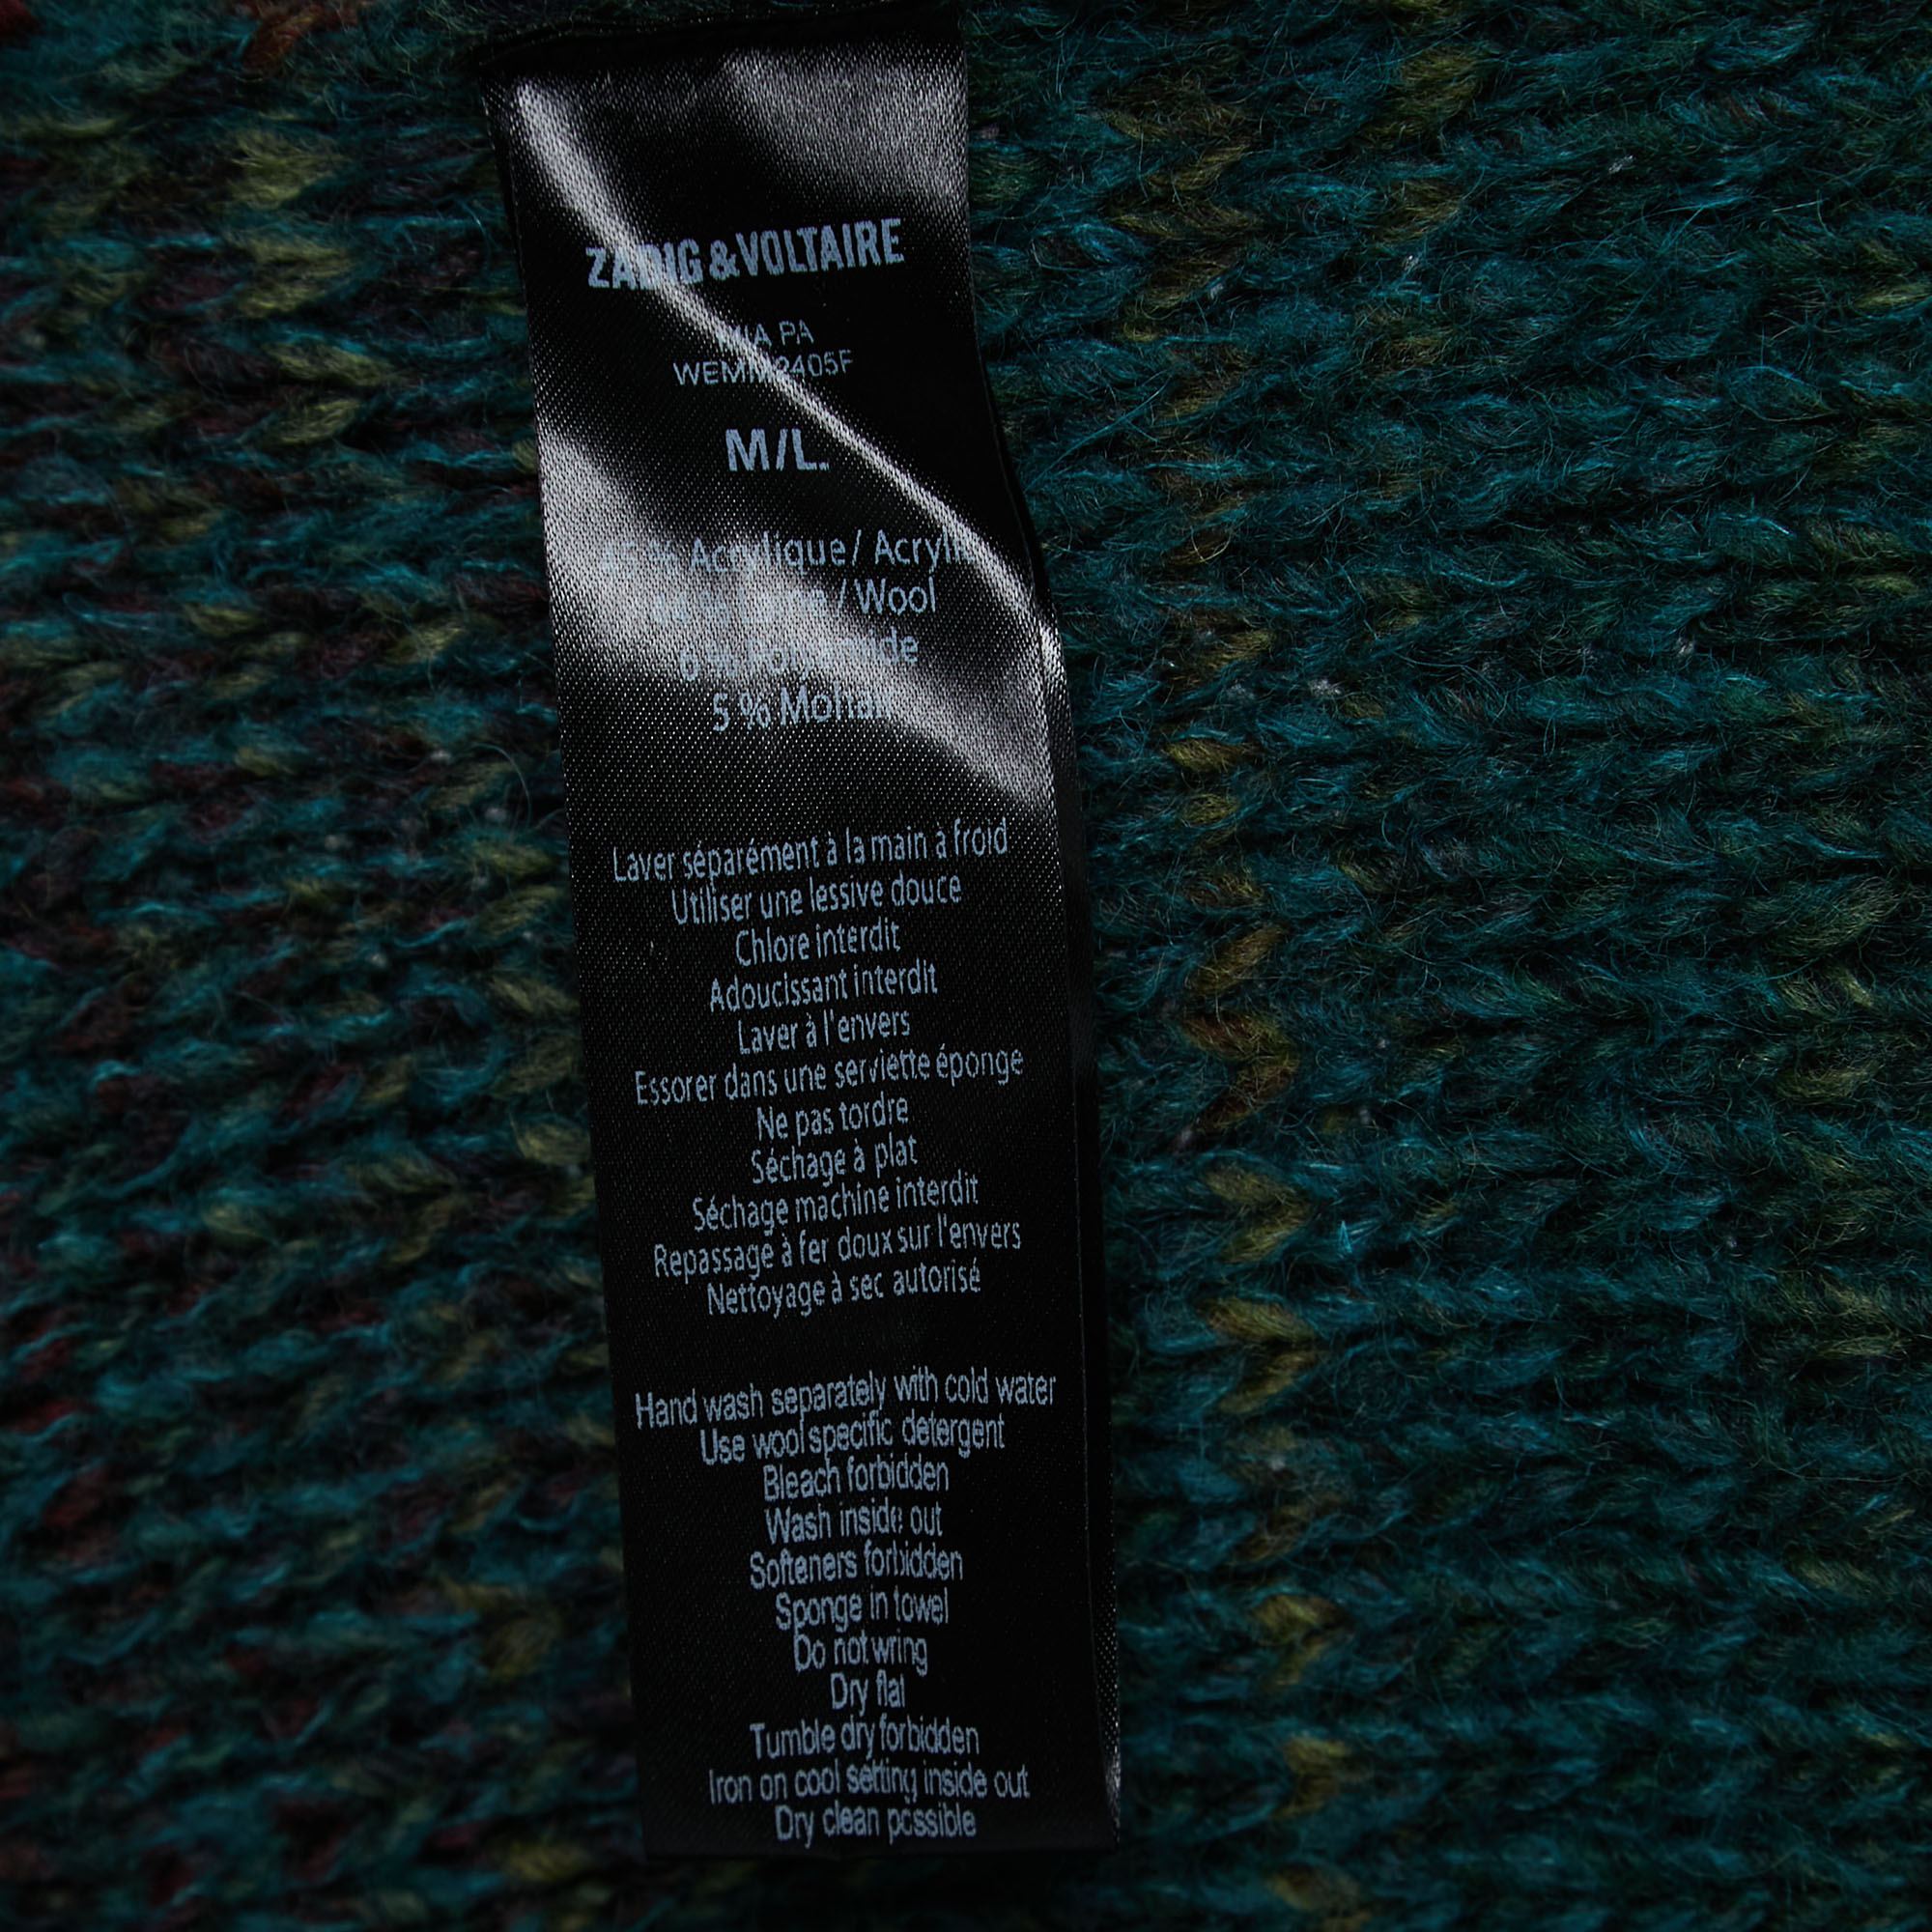 ZADIG&VOLTAIRE
PA
M/L.
Acrylique/ Acrylic
/ Wool
6 % Polyamide
5 % Mohair
Laver séparément à la main à froid
Utiliser une lessive douce
Chlore interdit
Adoucissant interdit
Laver à l'envers
Essorer dans une serviette éponge
Ne pas tordre
Séchage à plat
Séchage machine interdit
Repassage à fer doux sur l'envers
Nettoyage à sec autorisé
Hand wash separately with cold water
Use wool specific detergent
Bleach forbidden
Wash inside out
Softeners forbidden
Sponge in towel
Do not wring
Dry flat
Tumble dry forbidden
Iron on cool setting inside out
Dry clean possible